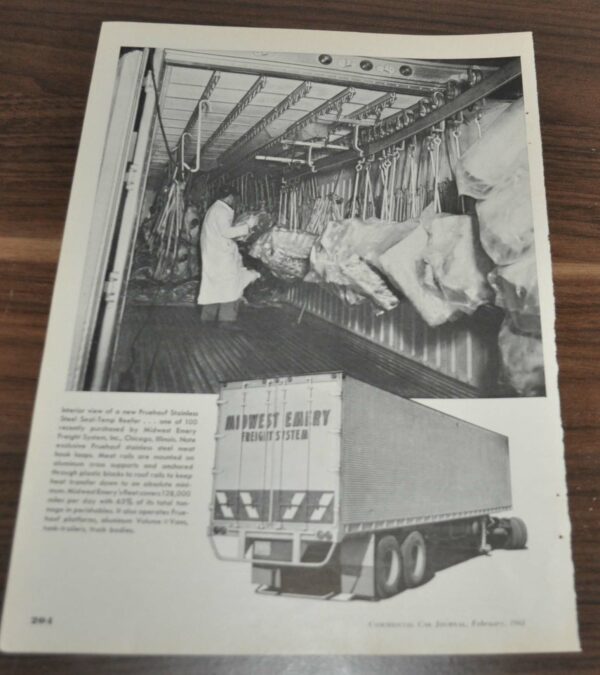 Interior view of a new Fruehauf Stainless
Steel Sani-Temp Reefer . . . one of 100
recently purchased by Midwest Emery
Freight System, Inc., Chicago, Illinois. Note
exclusive Fruehauf stainless steel meat
hook loops. Meat rails are mounted on
aluminum cross supports and anchored
through plastic blocks to roof rails to keep
heat transfer down to an absolute mini-
mum. Midwest Emery's fleet covers 128,000
miles per day with 65% of its total ton-
nage in perishables. It also operates Frue-
hauf platforms, aluminum Volume ★ Vans,
tank-trailers, truck bodies.
MIDWEST EMERY
FREIGHT SYSTEM
204
COMMERCIAL CAR JOURNAL, February,